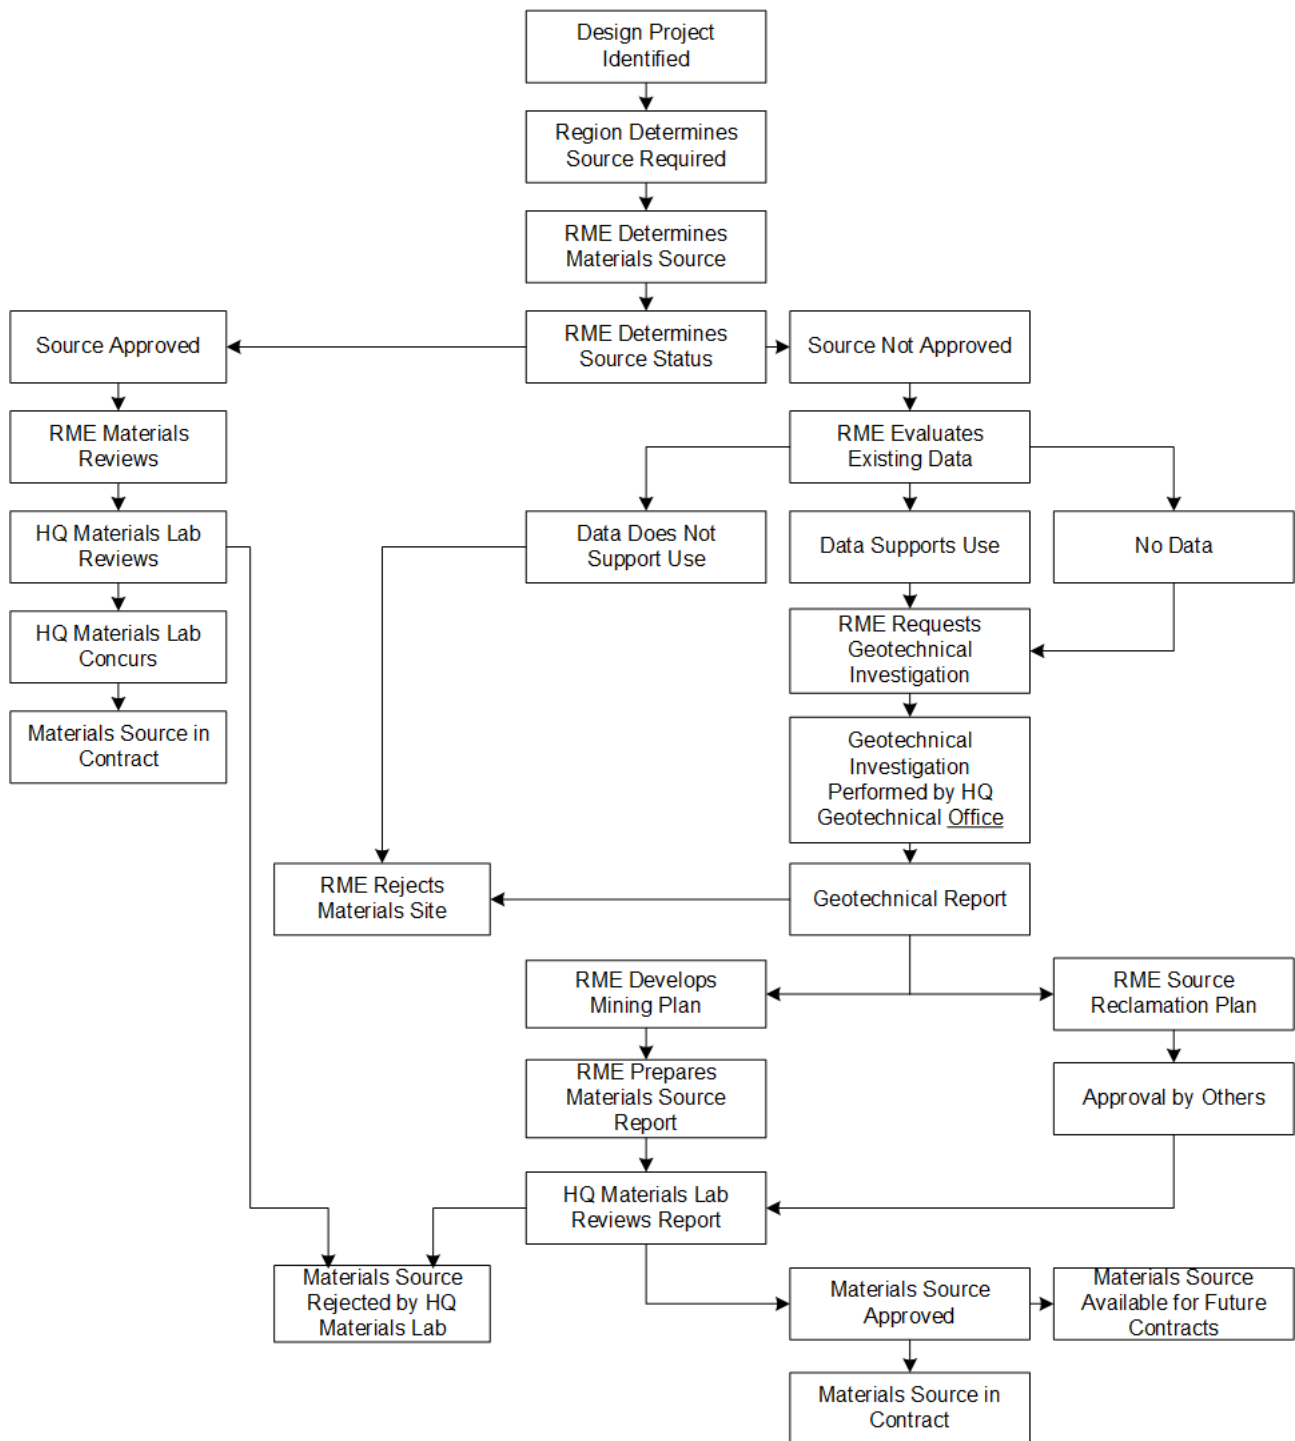 Design Project
Identified
Region Determines
Source Required
RME Determines
Materials Source
Source Approved
RME Determines
Source Status
Source Not Approved
RME Materials
Reviews
RME Evaluates
Existing Data
HQ Materials Lab
Reviews
Data Does Not
Support Use
Data Supports Use
No Data
HQ Materials Lab
Concurs
RME Requests
Geotechnical
Investigation
Materials Source in
Contract
Geotechnical
Investigation
Performed by HQ
Geotechnical Office
RME Rejects
Materials Site
Geotechnical Report
RME Develops
Mining Plan
RME Source
Reclamation Plan
RME Prepares
Materials Source
Report
Approval by Others
HQ Materials Lab
Reviews Report
Materials Source
Rejected by HQ
Materials Lab
Materials Source
Approved
Materials Source
Available for Future
Contracts
Materials Source in
Contract